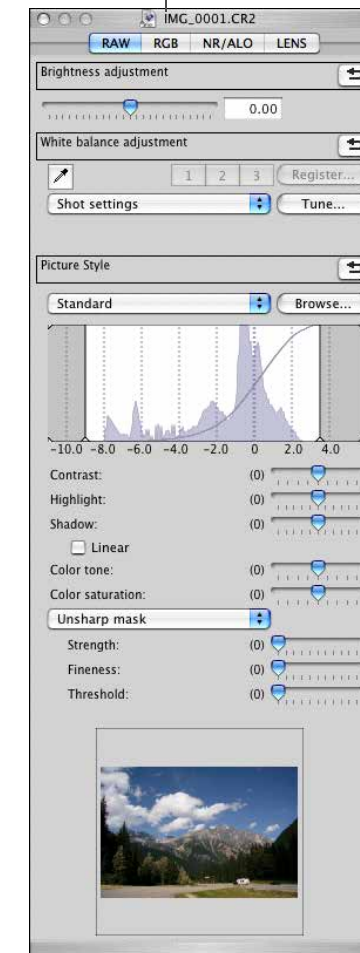 IMG_0001.CR2
RAW RGB NR/ALO LENS
Brightness adjustment
0.00
White balance adjustment
1 2 3 Register...
Shot settings Tune...
Picture Style
Standard Browse...
-10.0 -8.0 -6.0 -4.0 -2.0 0 2.0 4.0
Contrast: (0)
Highlight: (0)
Shadow: (0)
Linear
Color tone: (0)
Color saturation: (0)
Unsharp mask
Strength: (0)
Fineness: (0)
Threshold: (0)